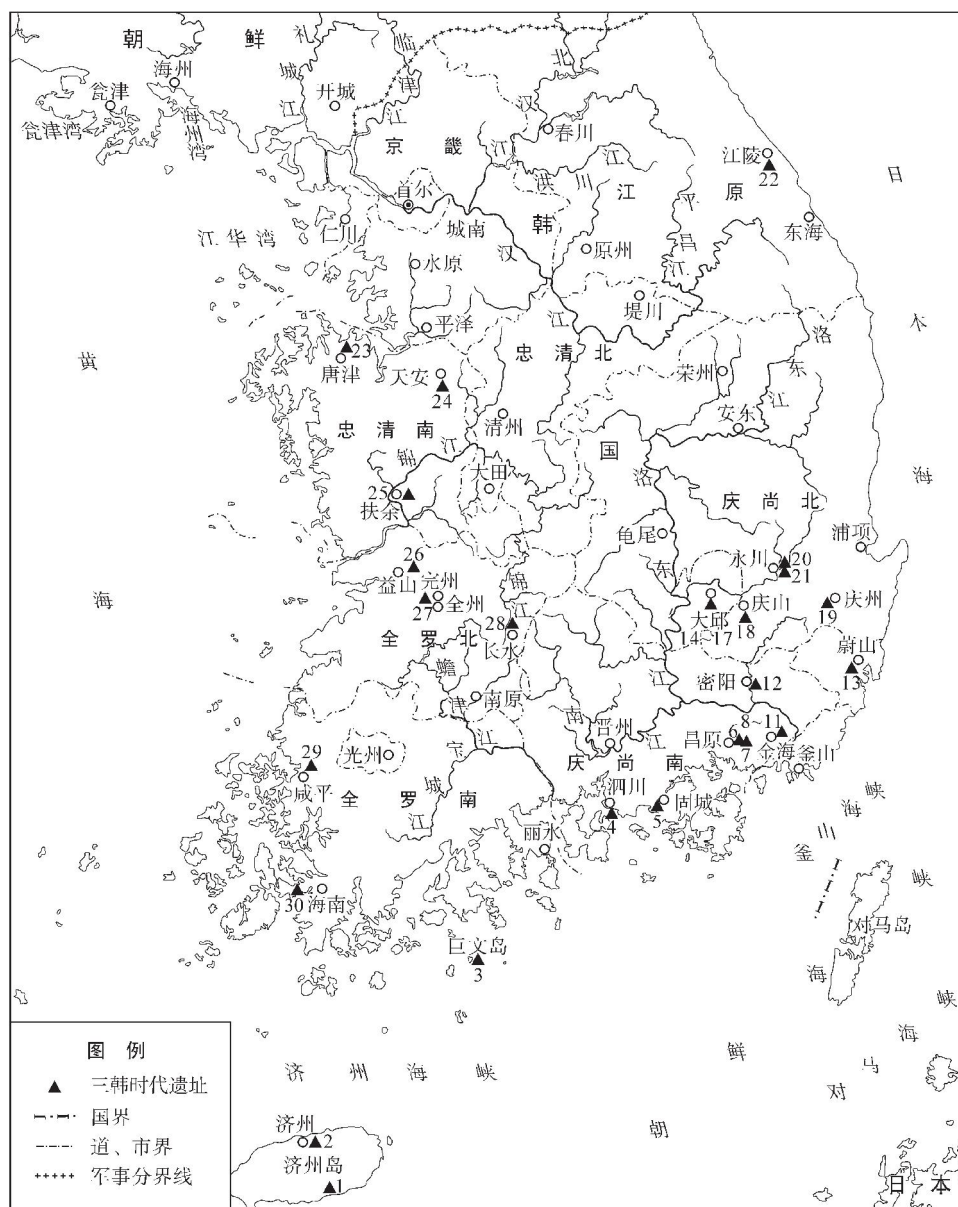 朝 鲜
海州
瓮津
瓮津湾
海州湾
礼城江
开城
临津江
北汉江
春川
京畿
首尔
仁川
江华湾
城南
水原
汉江
洪川江
韩国
江原
原州
平昌江
江陵
22
东海
日本海
堤川
平泽
23
唐津
天安
24
忠清北
忠清南
清州
荣州
安东
洛东江
锦江
大田
25
扶余
庆尚北
浦项
龟尾
洛东江
永川
20
21
26
益山
完州
27
全州
锦江
28
长水
全罗北
大邱
14~17
庆山
18
19
庆州
蔚山
13
密阳
12
蟾津江
南原
南江
晋州
昌原
6
7
8~11
金海
釜山
庆尚南
29
光州
咸平
全罗南
宝城江
泗川
4
5
固城
丽水
釜山海峡
对马岛
30
海南
巨文岛
3
黄海
济州海峡
朝鲜海峡
对马海峡
济州
2
济州岛
1
日本
图例
▲ 三韩时代遗址
国界
道、市界
军事分界线